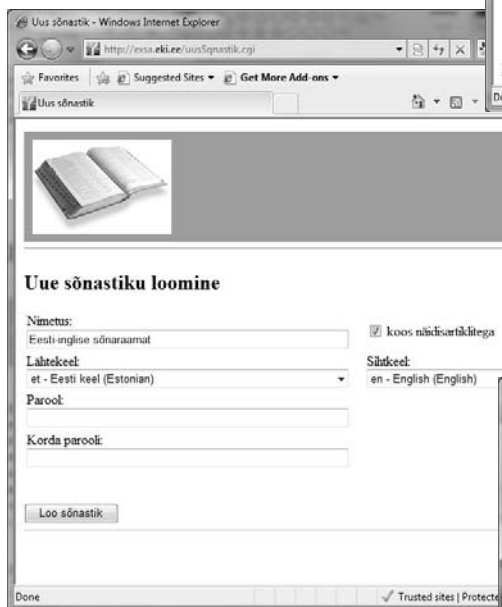 Uus sõnastik - Windows Internet Explorer
http://exsa.eki.ee/uusSqnastik.cgi
Favorites Suggested Sites Get More Add-ons
Uus sõnastik
Uue sõnastiku loomine
Nimetus:
Eesti-inglise sõnaraamat
koos näidisartiklitega
Lähtekeel: Sihtkeel:
et - Eesti keel (Estonian) en - English (English)
Parool:
Korda parooli:
Loo sõnastik
Done Trusted sites | Protecte